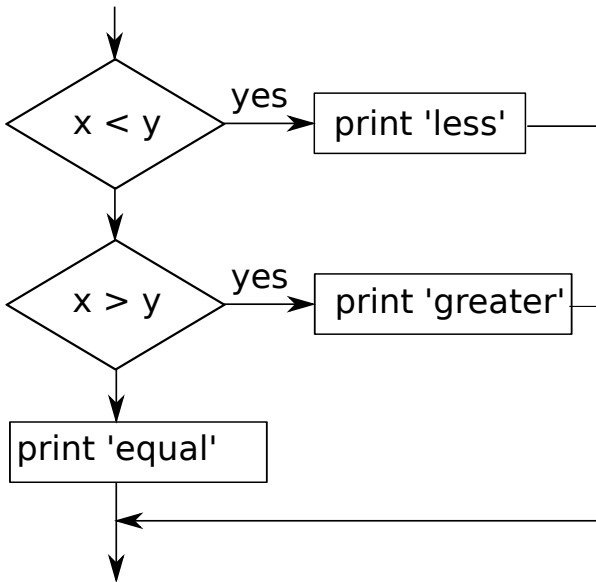 yes
x < y
print 'less'
yes
x > y
print 'greater'
print 'equal'